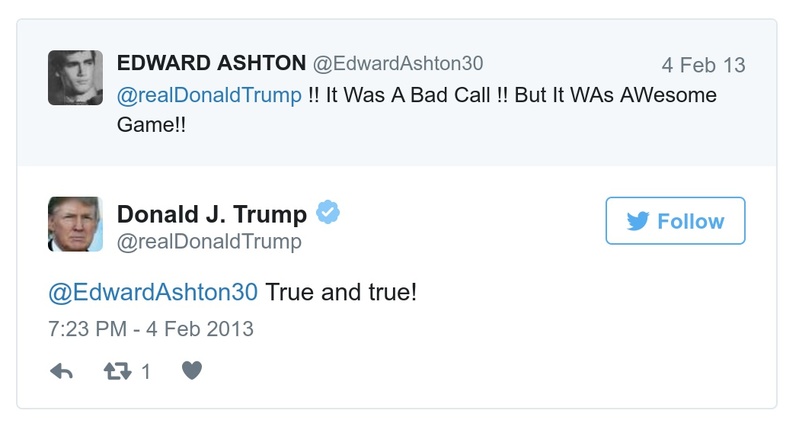 EDWARD ASHTON @EdwardAshton30 4 Feb 13
@realDonaldTrump !! It Was A Bad Call !! But It WAs AWesome
Game!!
Donald J. Trump
@realDonaldTrump
Follow
@EdwardAshton30 True and true!
7:23 PM - 4 Feb 2013
1